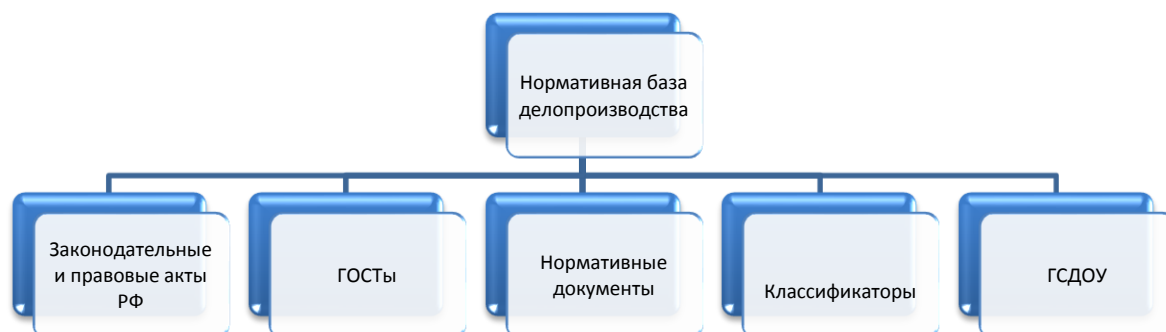 Нормативная база
делопроизводства
Законодательные
и правовые акты
РФ
ГОСТы
Нормативные
документы
Классификаторы
ГСДОУ